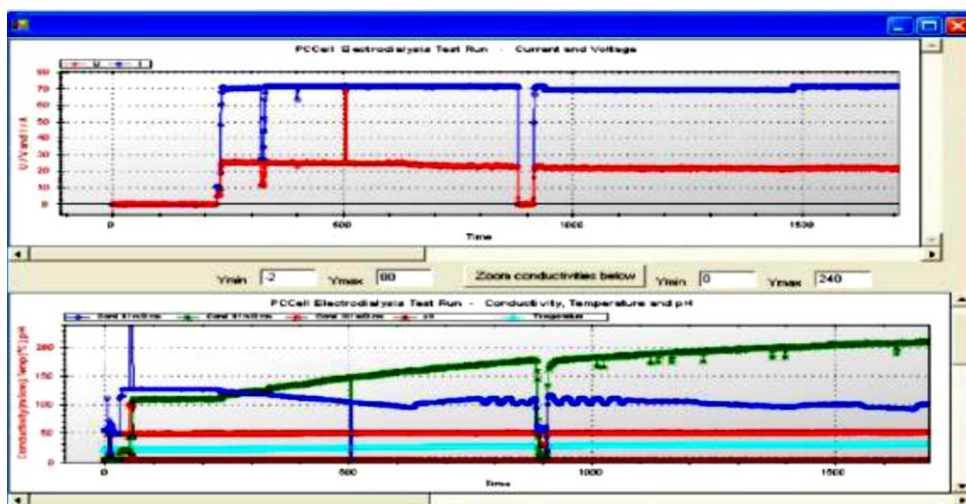 PCCell Electrodialysis Test Run - Current and Voltage
U I
80
70
60
50
40
30
20
10
0
U/Vand I/A
0 500 1000 1500
Time
Ymin -2 Ymax 80 Zoom conductivities below Ymin 0 Ymax 240
PCCell Electrodialysis Test Run - Conductivity, Temperature and pH
pH Temperature
200
150
100
50
0
0 500 1000 1500
Time